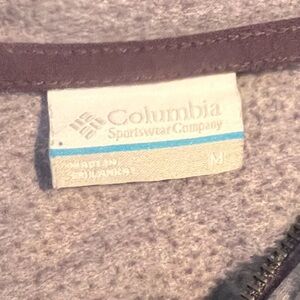 Columbia
Sportswear Company
MADE IN
SRI LANKA
M